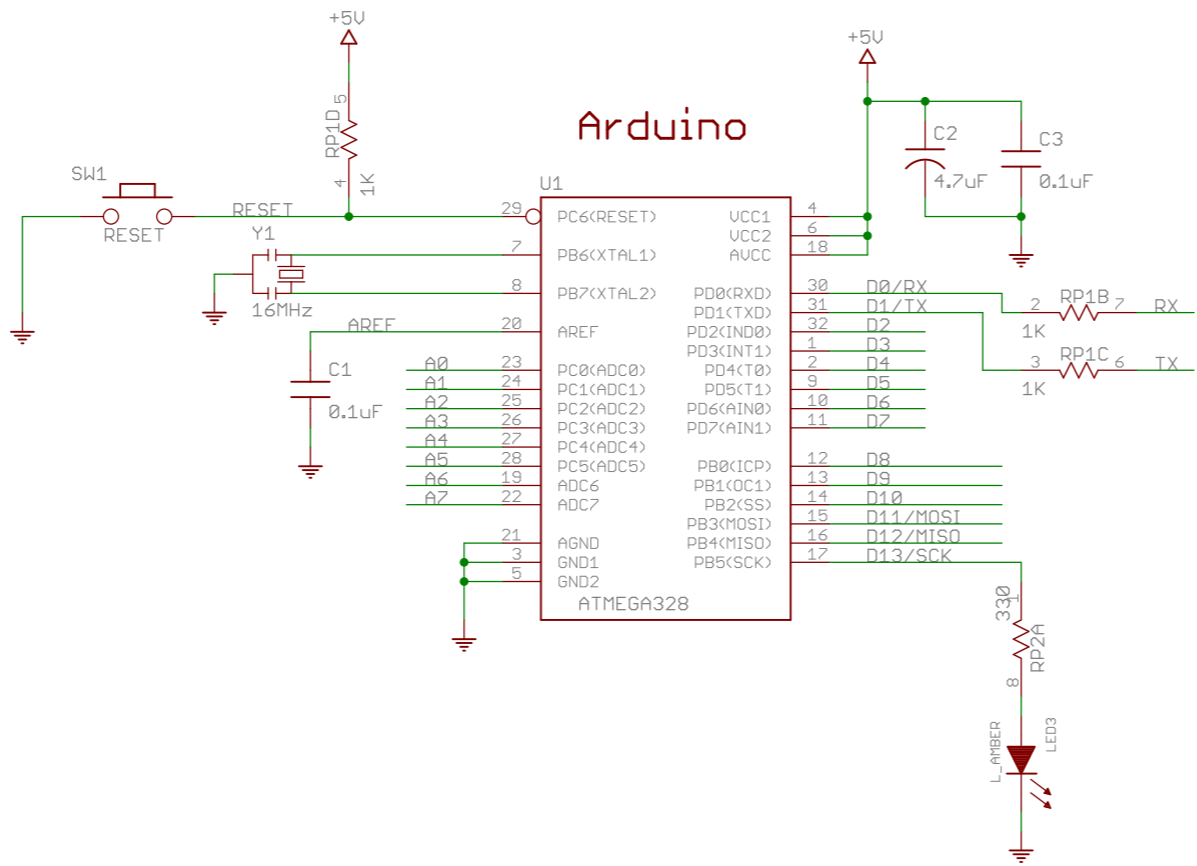 +5V
+5V
Arduino
RP1D
5
4
1K
SW1
RESET
RESET
Y1
16MHz
AREF
C1
0.1uF
C2
4.7uF
C3
0.1uF
U1
29 PC6(RESET) VCC1 4
VCC2 6
7 PB6(XTAL1) AVCC 18
8 PB7(XTAL2) PD0(RXD) 30 D0/RX
PD1(TXD) 31 D1/TX
20 AREF PD2(IND0) 32 D2
PD3(INT1) 1 D3
A0 23 PC0(ADC0) PD4(T0) 2 D4
A1 24 PC1(ADC1) PD5(T1) 9 D5
A2 25 PC2(ADC2) PD6(AIN0) 10 D6
A3 26 PC3(ADC3) PD7(AIN1) 11 D7
A4 27 PC4(ADC4)
A5 28 PC5(ADC5) PB0(ICP) 12 D8
A6 19 ADC6 PB1(OC1) 13 D9
A7 22 ADC7 PB2(SS) 14 D10
PB3(MOSI) 15 D11/MOSI
21 AGND PB4(MISO) 16 D12/MISO
3 GND1 PB5(SCK) 17 D13/SCK
5 GND2
ATMEGA328
2 RP1B 7 RX
1K
3 RP1C 6 TX
1K
330
1
RP2A
8
L_AMBER
LED3